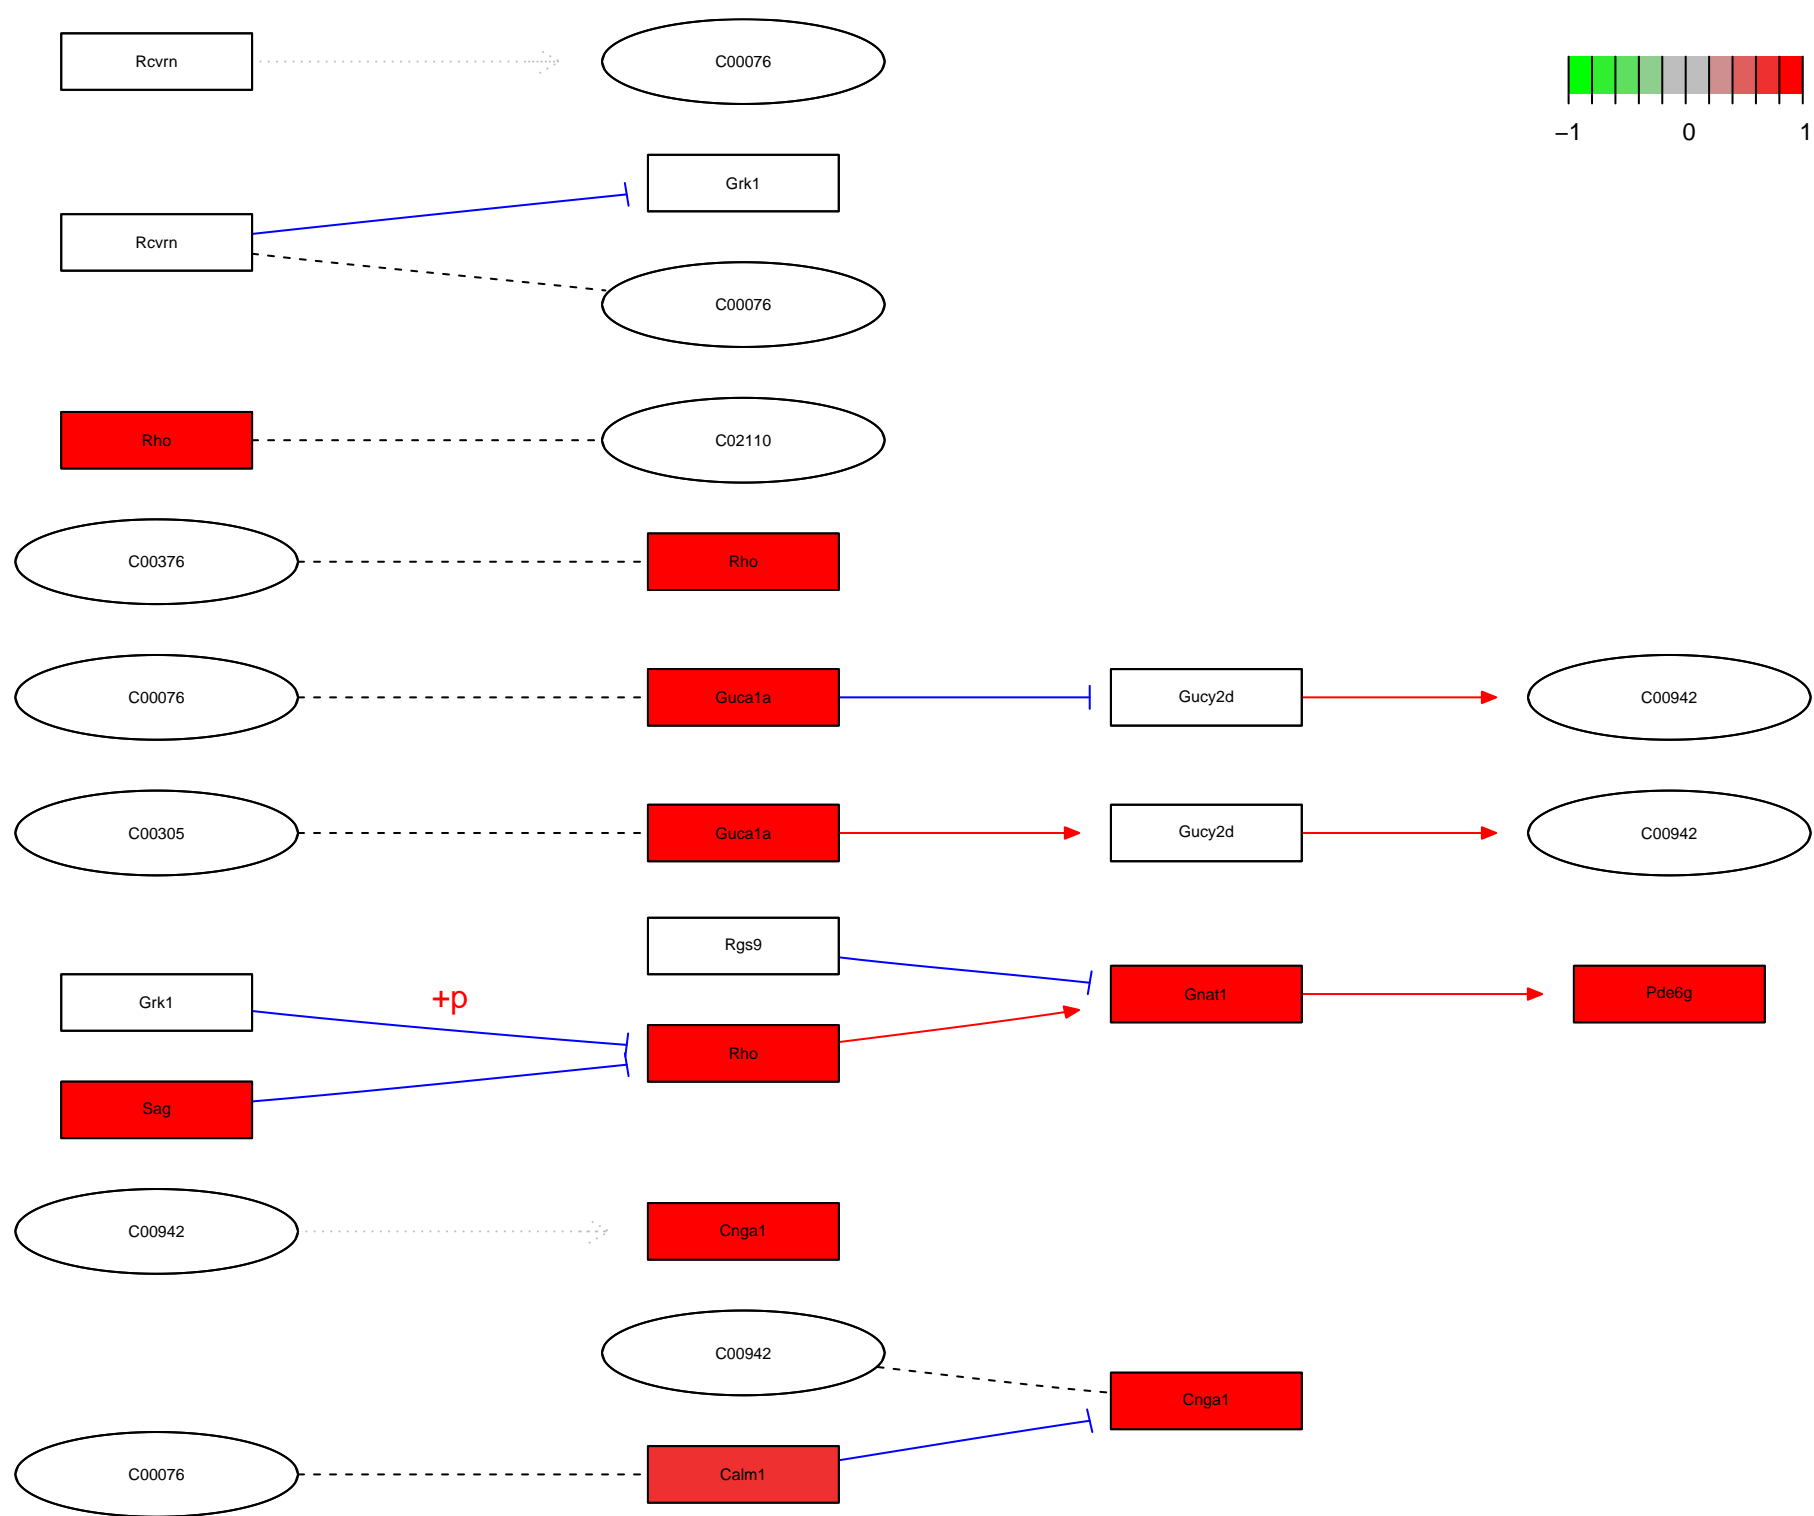 Rcvrn
C00076
−1 0 1
Grk1
Rcvrn
C00076
Rho
C02110
C00376
Rho
C00076
Guca1a
Gucy2d
C00942
C00305
Guca1a
Gucy2d
C00942
Rgs9
Grk1
+p
Gnat1
Pde6g
Rho
Sag
C00942
Cnga1
C00942
Cnga1
C00076
Calm1